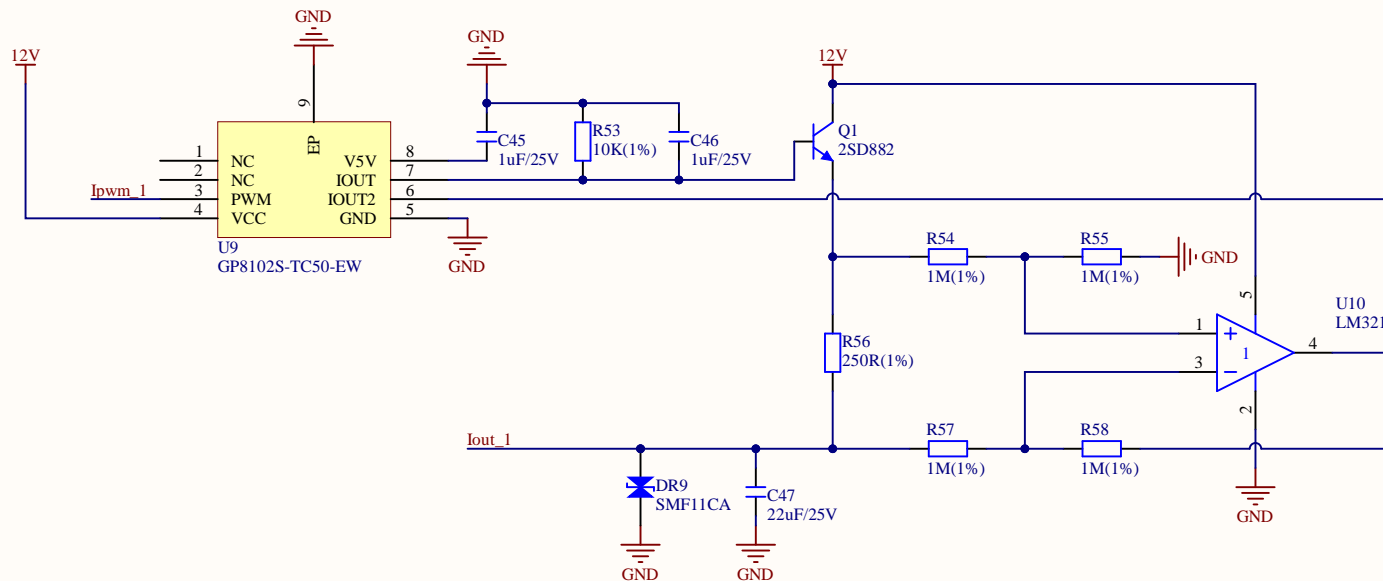 GND
12V
GND
12V
9
EP
C45
1uF/25V
R53
10K(1%)
C46
1uF/25V
Q1
2SD882
1
NC
V5V
8
2
NC
IOUT
7
Ipwm_1
3
PWM
IOUT2
6
4
VCC
GND
5
U9
GP8102S-TC50-EW
GND
R54
1M(1%)
R55
1M(1%)
GND
5
U10
LM321
R56
250R(1%)
1
3
1
4
2
Iout_1
R57
1M(1%)
R58
1M(1%)
DR9
SMF11CA
C47
22uF/25V
GND
GND
GND